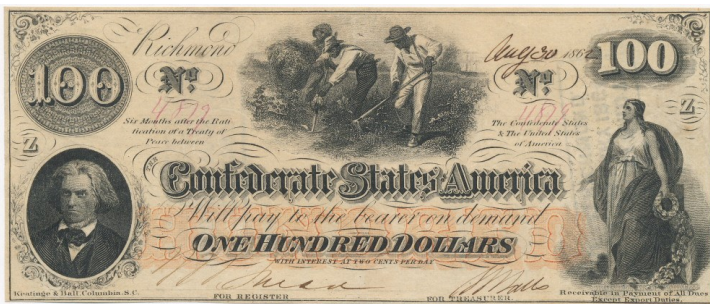 Richmond
Aug 30 1862
100
100
No
No
Six Months after the Rati
fication of a Treaty of
Peace between
The Confederate States
& The United States
of America
Z
Z
THE
Confederate States America
Will pay to the bearer on demand
ONE HUNDRED DOLLARS
WITH INTEREST AT TWO CENTS PER DAY
Keatinge & Ball, Columbia, S.C.
FOR REGISTER
FOR TREASURER.
Receivable in Payment of All Dues
Except Export Duties.